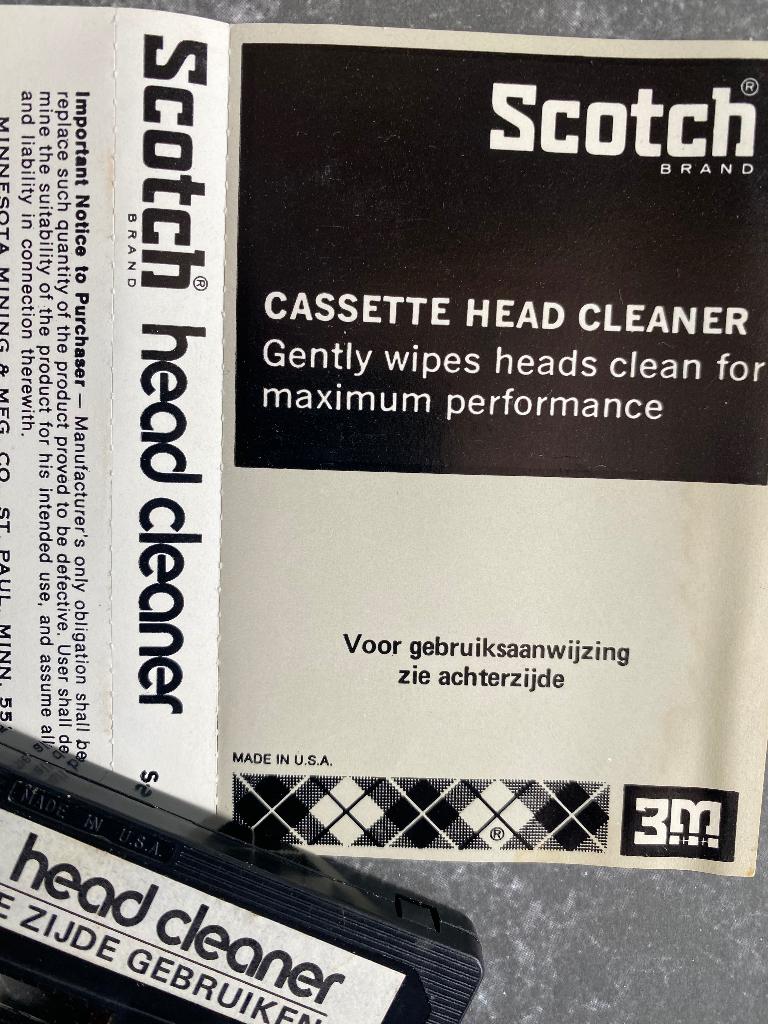 Scotch®
BRAND
CASSETTE HEAD CLEANER
Gently wipes heads clean for
maximum performance
Voor gebruiksaanwijzing
zie achterzijde
MADE IN U.S.A.
®
3M
Scotch® head cleaner
BRAND
Important Notice to Purchaser — Manufacturer's only obligation shall be
replace such quantity of the product proved to be defective. User shall de
mine the suitability of the product for his intended use, and assume all
and liability in connection therewith.
MINNESOTA MINING & MFG. CO. ST. PAUL, MINN. 55
MADE IN U.S.A.
head cleaner
ZIJDE GEBRUIKEN